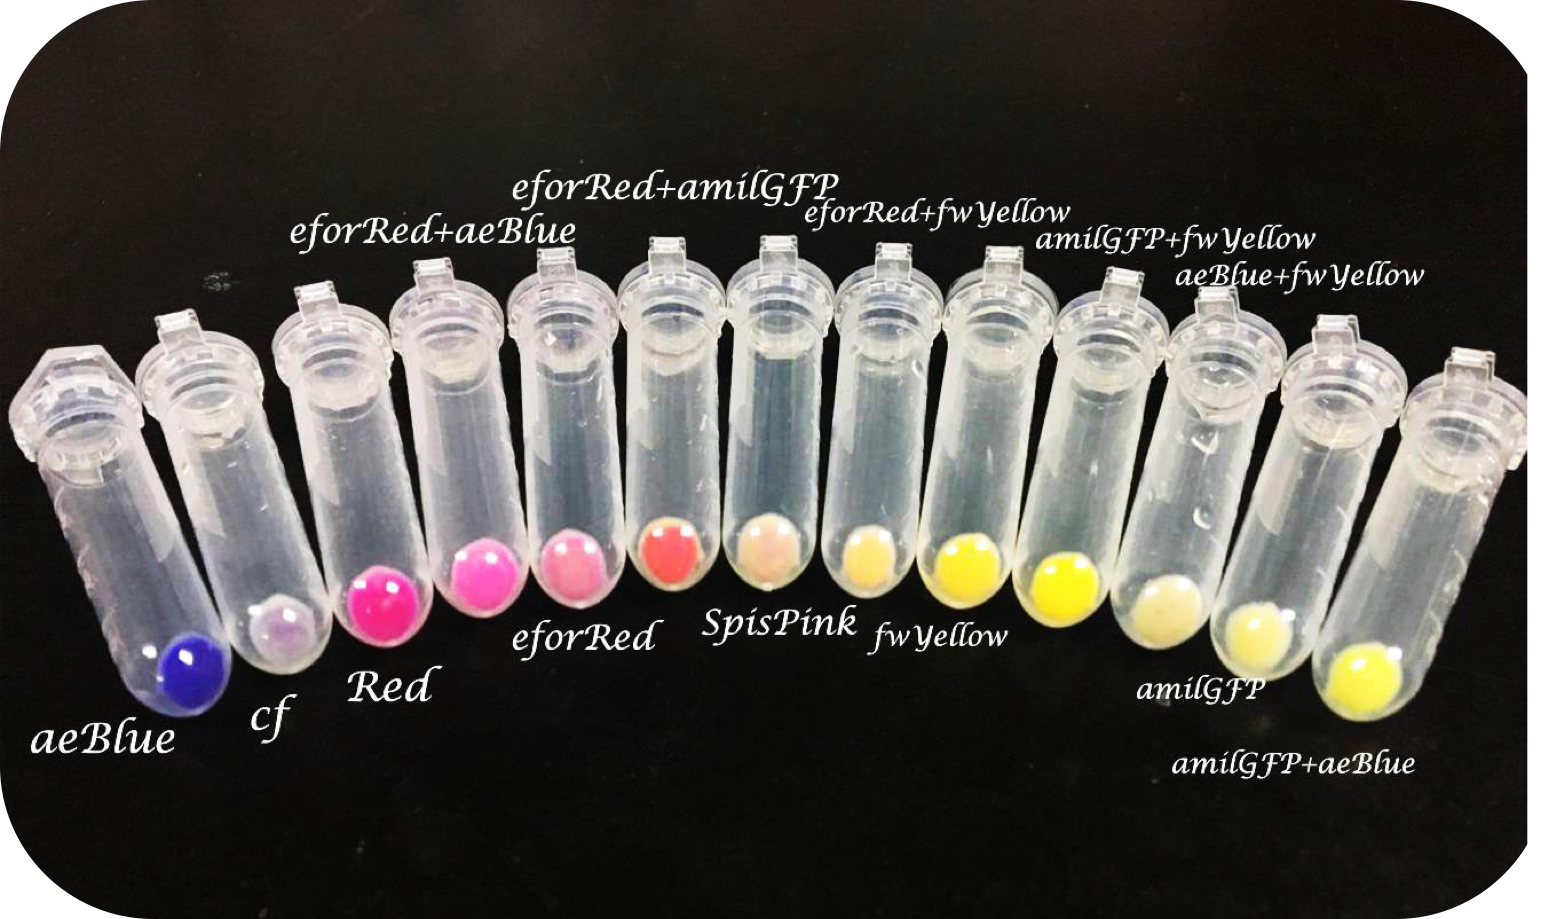 eforRed+amilGFP
eforRed+fwYellow
eforRed+aeBlue
amilGFP+fwYellow
aeBlue+fwYellow
SpisPink
eforRed
fwYellow
Red
amilGFP
cf
aeBlue
amilGFP+aeBlue